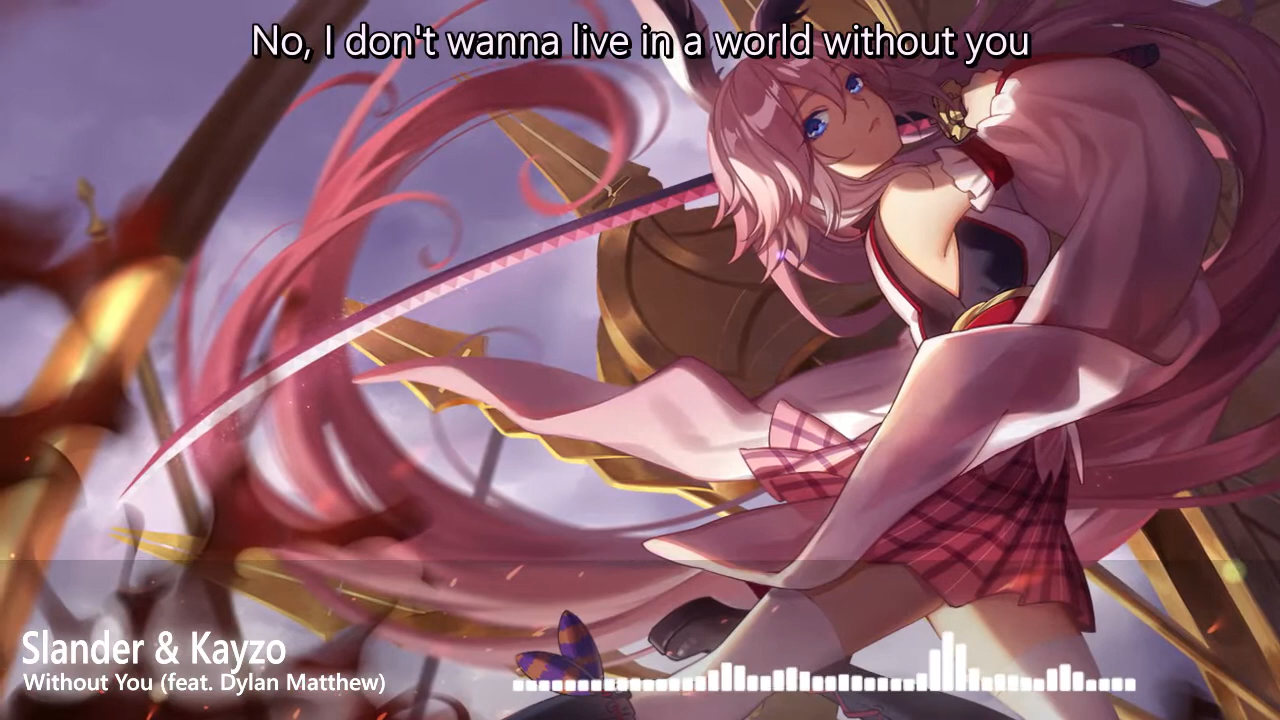 No, I don't wanna live in a world without you
Slander & Kayzo
Without You (feat. Dylan Matthew)